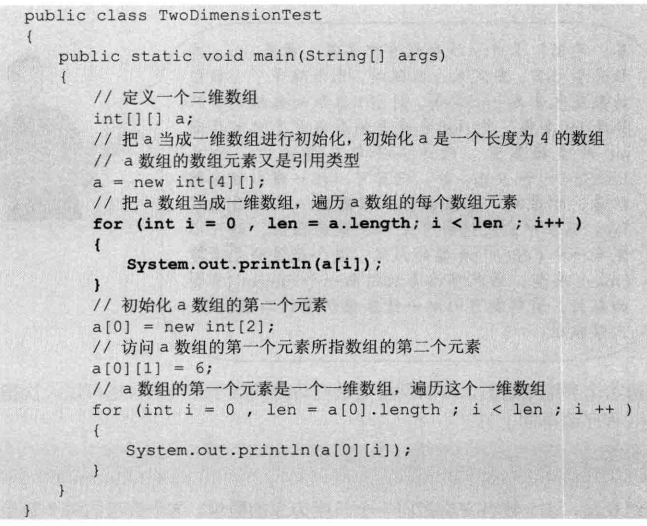 public class TwoDimensionTest
{
    public static void main(String[] args)
    {
        // 定义一个二维数组
        int[][] a;
        // 把 a 当成一维数组进行初始化，初始化 a 是一个长度为 4 的数组
        // a 数组的数组元素又是引用类型
        a = new int[4][];
        // 把 a 数组当成一维数组，遍历 a 数组的每个数组元素
        for (int i = 0 , len = a.length; i < len ; i++ )
        {
            System.out.println(a[i]);
        }
        // 初始化 a 数组的第一个元素
        a[0] = new int[2];
        // 访问 a 数组的第一个元素所指数组的第二个元素
        a[0][1] = 6;
        // a 数组的第一个元素是一个一维数组，遍历这个一维数组
        for (int i = 0 , len = a[0].length ; i < len ; i ++ )
        {
            System.out.println(a[0][i]);
        }
    }
}